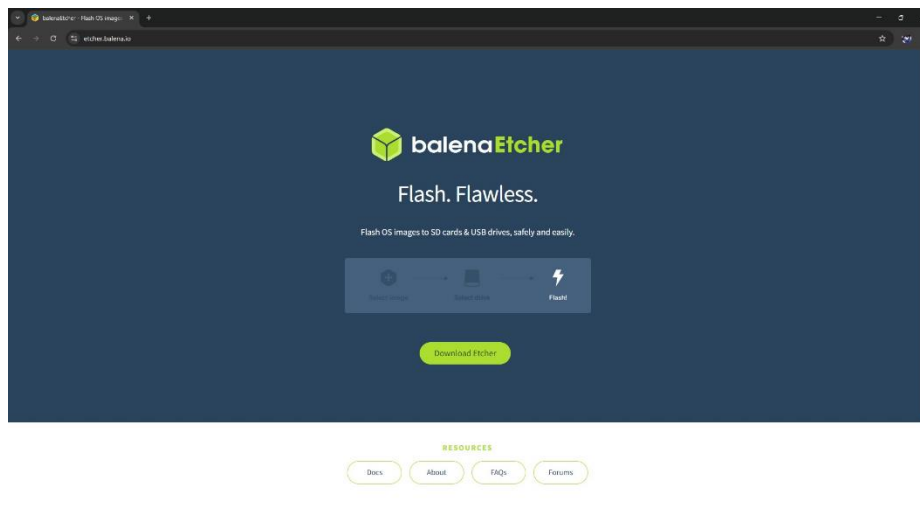 balenaEtcher - Flash OS image
etcher.balena.io
balenaEtcher
Flash. Flawless.
Flash OS images to SD cards & USB drives, safely and easily.
Flash!
Download Etcher
RESOURCES
Docs About FAQs Forums